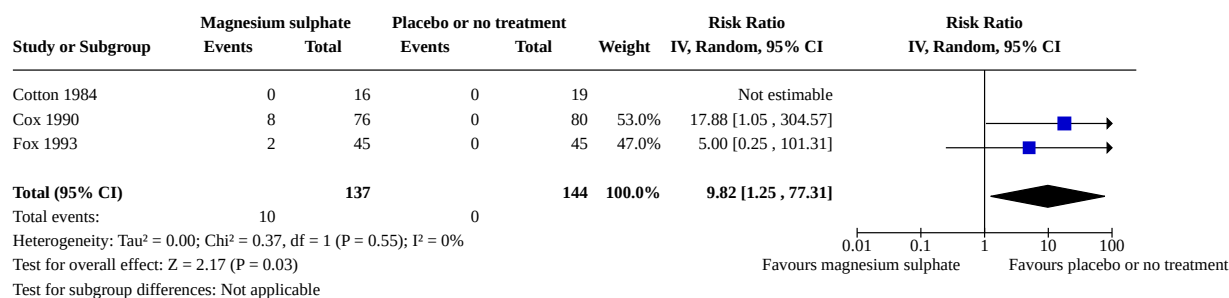 Magnesium sulphate Placebo or no treatment Risk Ratio Risk Ratio
Study or Subgroup Events Total Events Total Weight IV, Random, 95% CI IV, Random, 95% CI
Cotton 1984 0 16 0 19 Not estimable
Cox 1990 8 76 0 80 53.0% 17.88 [1.05 , 304.57]
Fox 1993 2 45 0 45 47.0% 5.00 [0.25 , 101.31]
Total (95% CI) 137 144 100.0% 9.82 [1.25 , 77.31]
Total events: 10 0
Heterogeneity: Tau² = 0.00; Chi² = 0.37, df = 1 (P = 0.55); I² = 0%
0.01 0.1 1 10 100
Test for overall effect: Z = 2.17 (P = 0.03)
Favours magnesium sulphate Favours placebo or no treatment
Test for subgroup differences: Not applicable